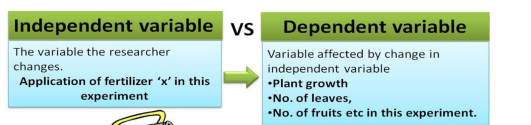 Independent variable
VS
Dependent variable
The variable the researcher
changes.
Application of fertilizer ‘x’ in this
experiment
Variable affected by change in
independent variable
•Plant growth
•No. of leaves,
•No. of fruits etc in this experiment.